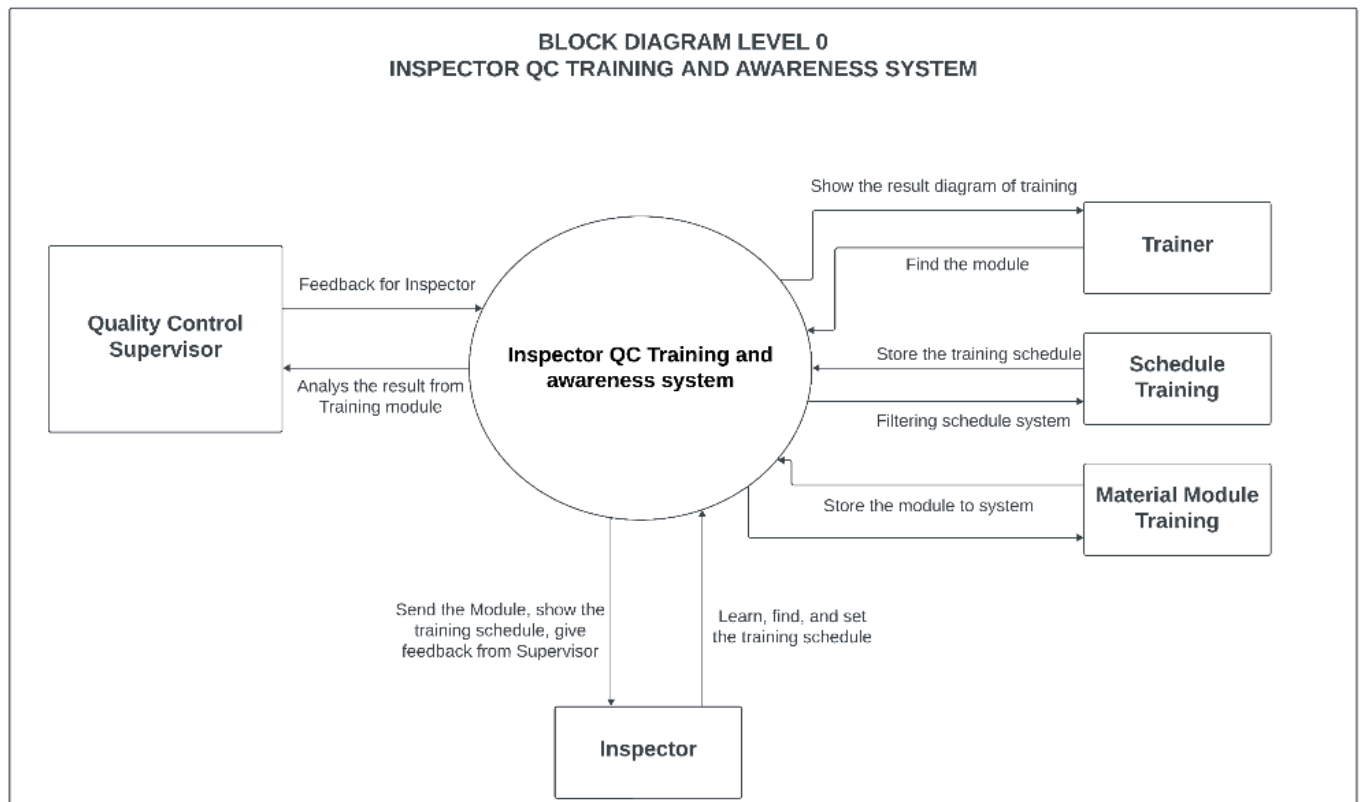 BLOCK DIAGRAM LEVEL 0
INSPECTOR QC TRAINING AND AWARENESS SYSTEM
Show the result diagram of training
Trainer
Find the module
Feedback for Inspector
Quality Control
Supervisor
Inspector QC Training and
awareness system
Store the training schedule
Schedule
Training
Analys the result from
Training module
Filtering schedule system
Material Module
Training
Store the module to system
Send the Module, show the
training schedule, give
feedback from Supervisor
Learn, find, and set
the training schedule
Inspector